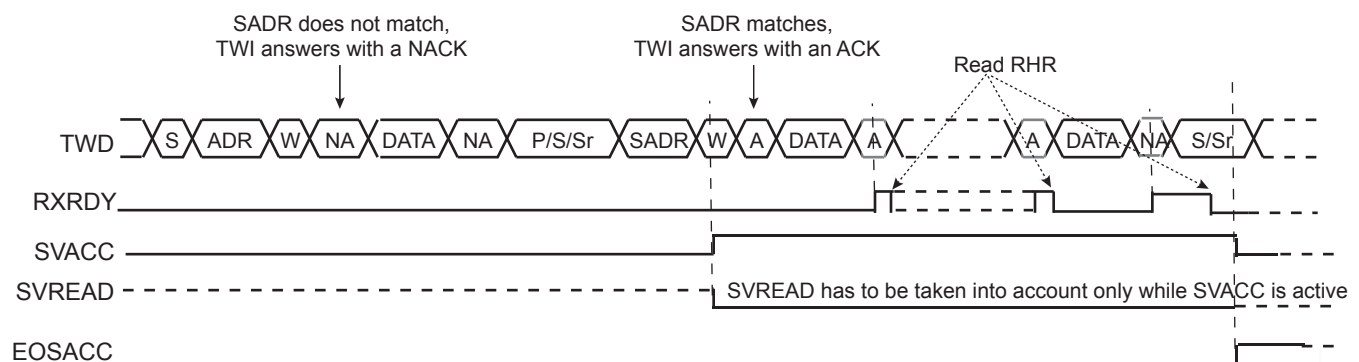 SADR does not match,
TWI answers with a NACK
SADR matches,
TWI answers with an ACK
Read RHR
TWD S ADR W NA DATA NA P/S/Sr SADR W A DATA A A DATA NA S/Sr
RXRDY
SVACC
SVREAD SVREAD has to be taken into account only while SVACC is active
EOSACC